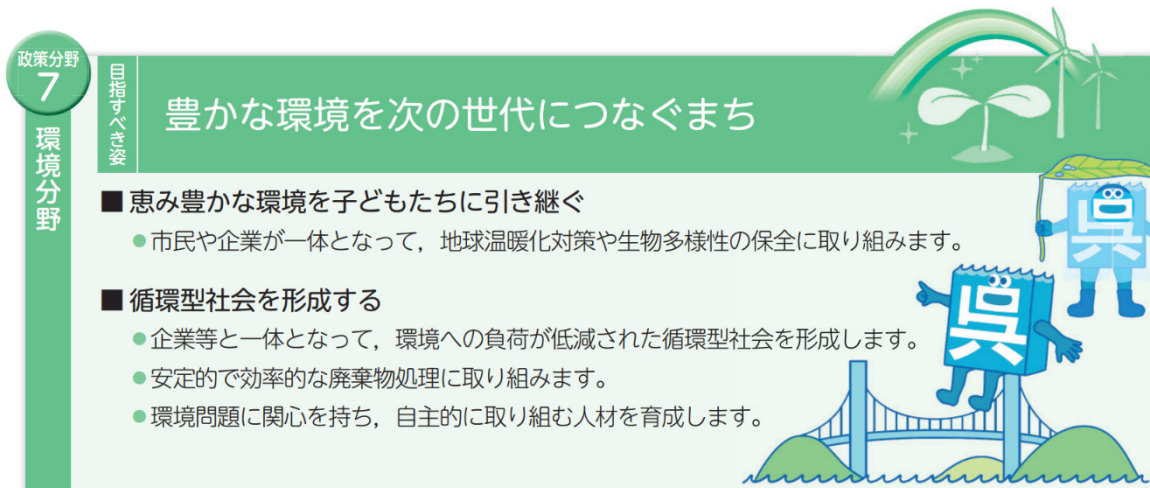 政策分野
7
環境分野
目指すべき姿
豊かな環境を次の世代につなぐまち
■ 恵み豊かな環境を子どもたちに引き継ぐ
●市民や企業が一体となって，地球温暖化対策や生物多様性の保全に取り組みます。
■ 循環型社会を形成する
●企業等と一体となって，環境への負荷が低減された循環型社会を形成します。
●安定的で効率的な廃棄物処理に取り組みます。
●環境問題に関心を持ち，自主的に取り組む人材を育成します。
呉
呉